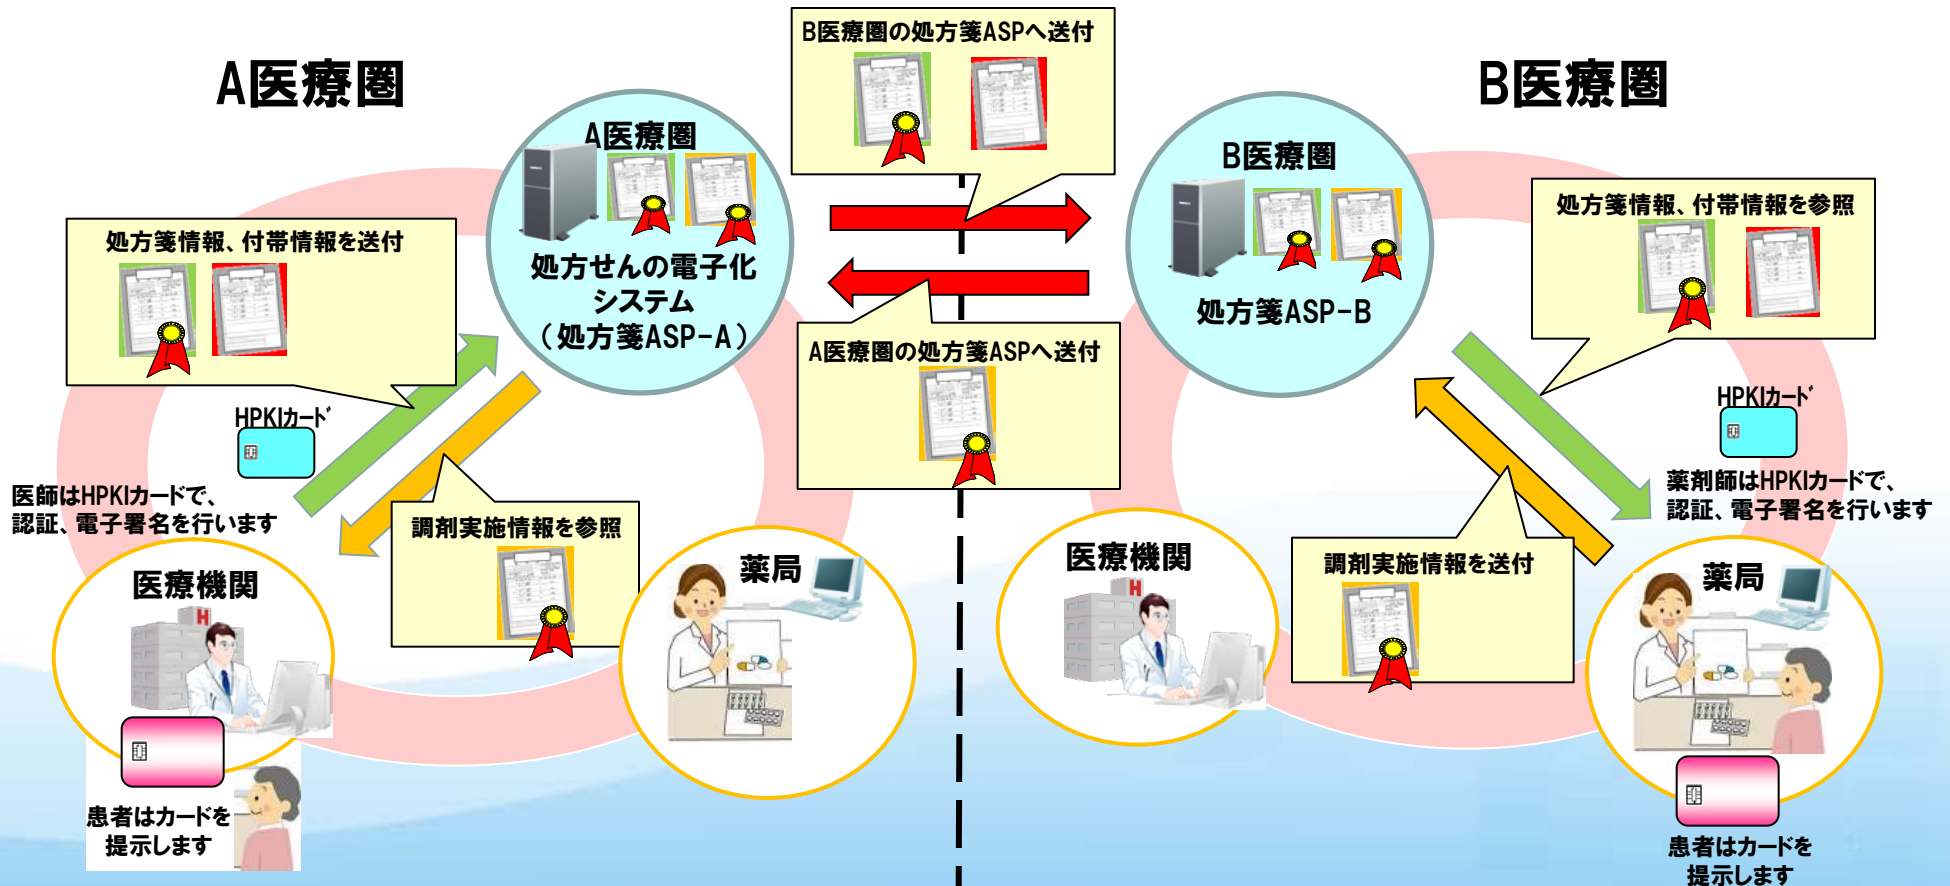 A医療圏
B医療圏の処方箋ASPへ送付
B医療圏
A医療圏
処方せんの電子化
システム
（処方箋ASP-A）
B医療圏
処方箋ASP-B
処方箋情報、付帯情報を送付
処方箋情報、付帯情報を参照
A医療圏の処方箋ASPへ送付
HPKIカード
医師はHPKIカードで、
認証、電子署名を行います
調剤実施情報を参照
医療機関
H
薬局
患者はカードを
提示します
医療機関
H
調剤実施情報を送付
HPKIカード
薬剤師はHPKIカードで、
認証、電子署名を行います
薬局
患者はカードを
提示します